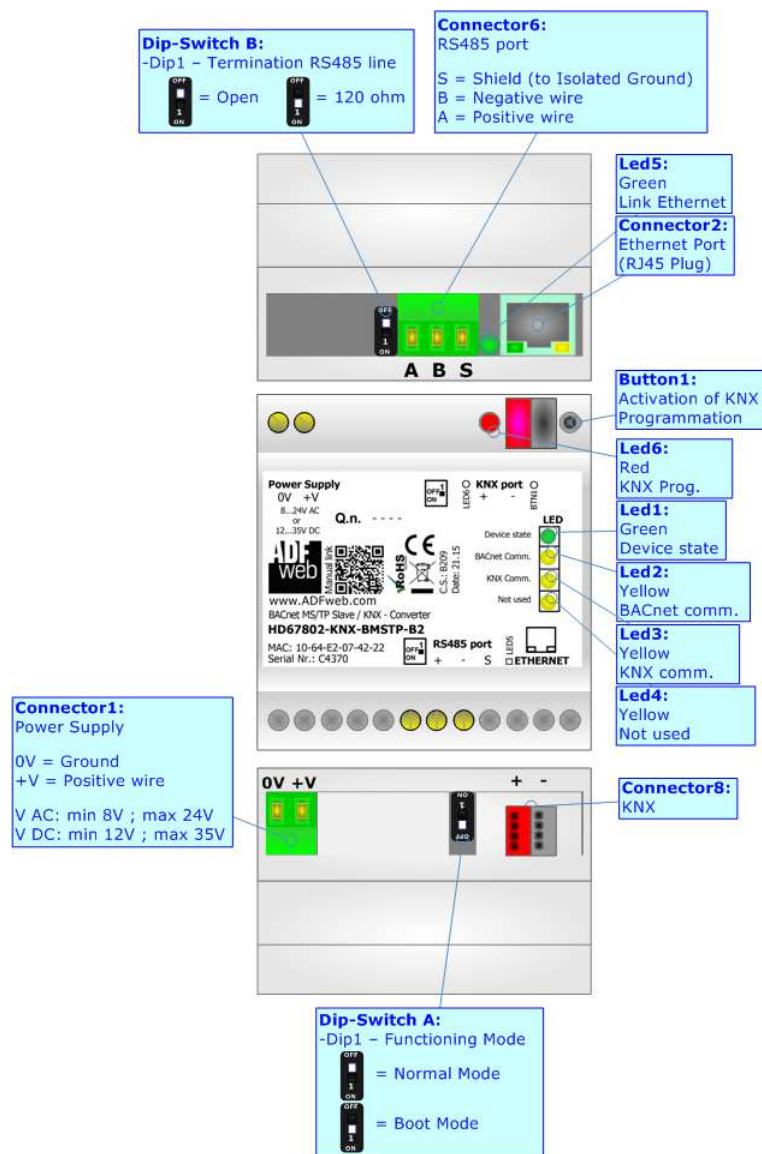 Dip-Switch B:
-Dip1 – Termination RS485 line
OFF
1
ON
= Open
OFF
1
ON
= 120 ohm
Connector6:
RS485 port
S = Shield (to Isolated Ground)
B = Negative wire
A = Positive wire
Led5:
Green
Link Ethernet
Connector2:
Ethernet Port
(RJ45 Plug)
OFF
1
ON
A B S
Button1:
Activation of KNX
Programmation
Led6:
Red
KNX Prog.
Led1:
Green
Device state
Led2:
Yellow
BACnet comm.
Led3:
Yellow
KNX comm.
Led4:
Yellow
Not used
Power Supply
0V +V
8...24V AC
or
12...35V DC
Q.n. - - - -
OFF 1
ON
LED6
KNX port
+ -
BTN1
LED
Device state
BACnet Comm.
KNX Comm.
Not used
ADF
web
Manual link
RoHS
CE
C.S.: B209
Date: 21.15
www.ADFweb.com
BACnet MS/TP Slave / KNX - Converter
HD67802-KNX-BMSTP-B2
MAC: 10-64-E2-07-42-22
Serial Nr.: C4370
OFF 1
ON
RS485 port
+ - S
LED5
ETHERNET
Connector1:
Power Supply
0V = Ground
+V = Positive wire
V AC: min 8V ; max 24V
V DC: min 12V ; max 35V
0V +V
ON
1
OFF
+ -
Connector8:
KNX
Dip-Switch A:
-Dip1 – Functioning Mode
OFF
1
ON
= Normal Mode
OFF
1
ON
= Boot Mode